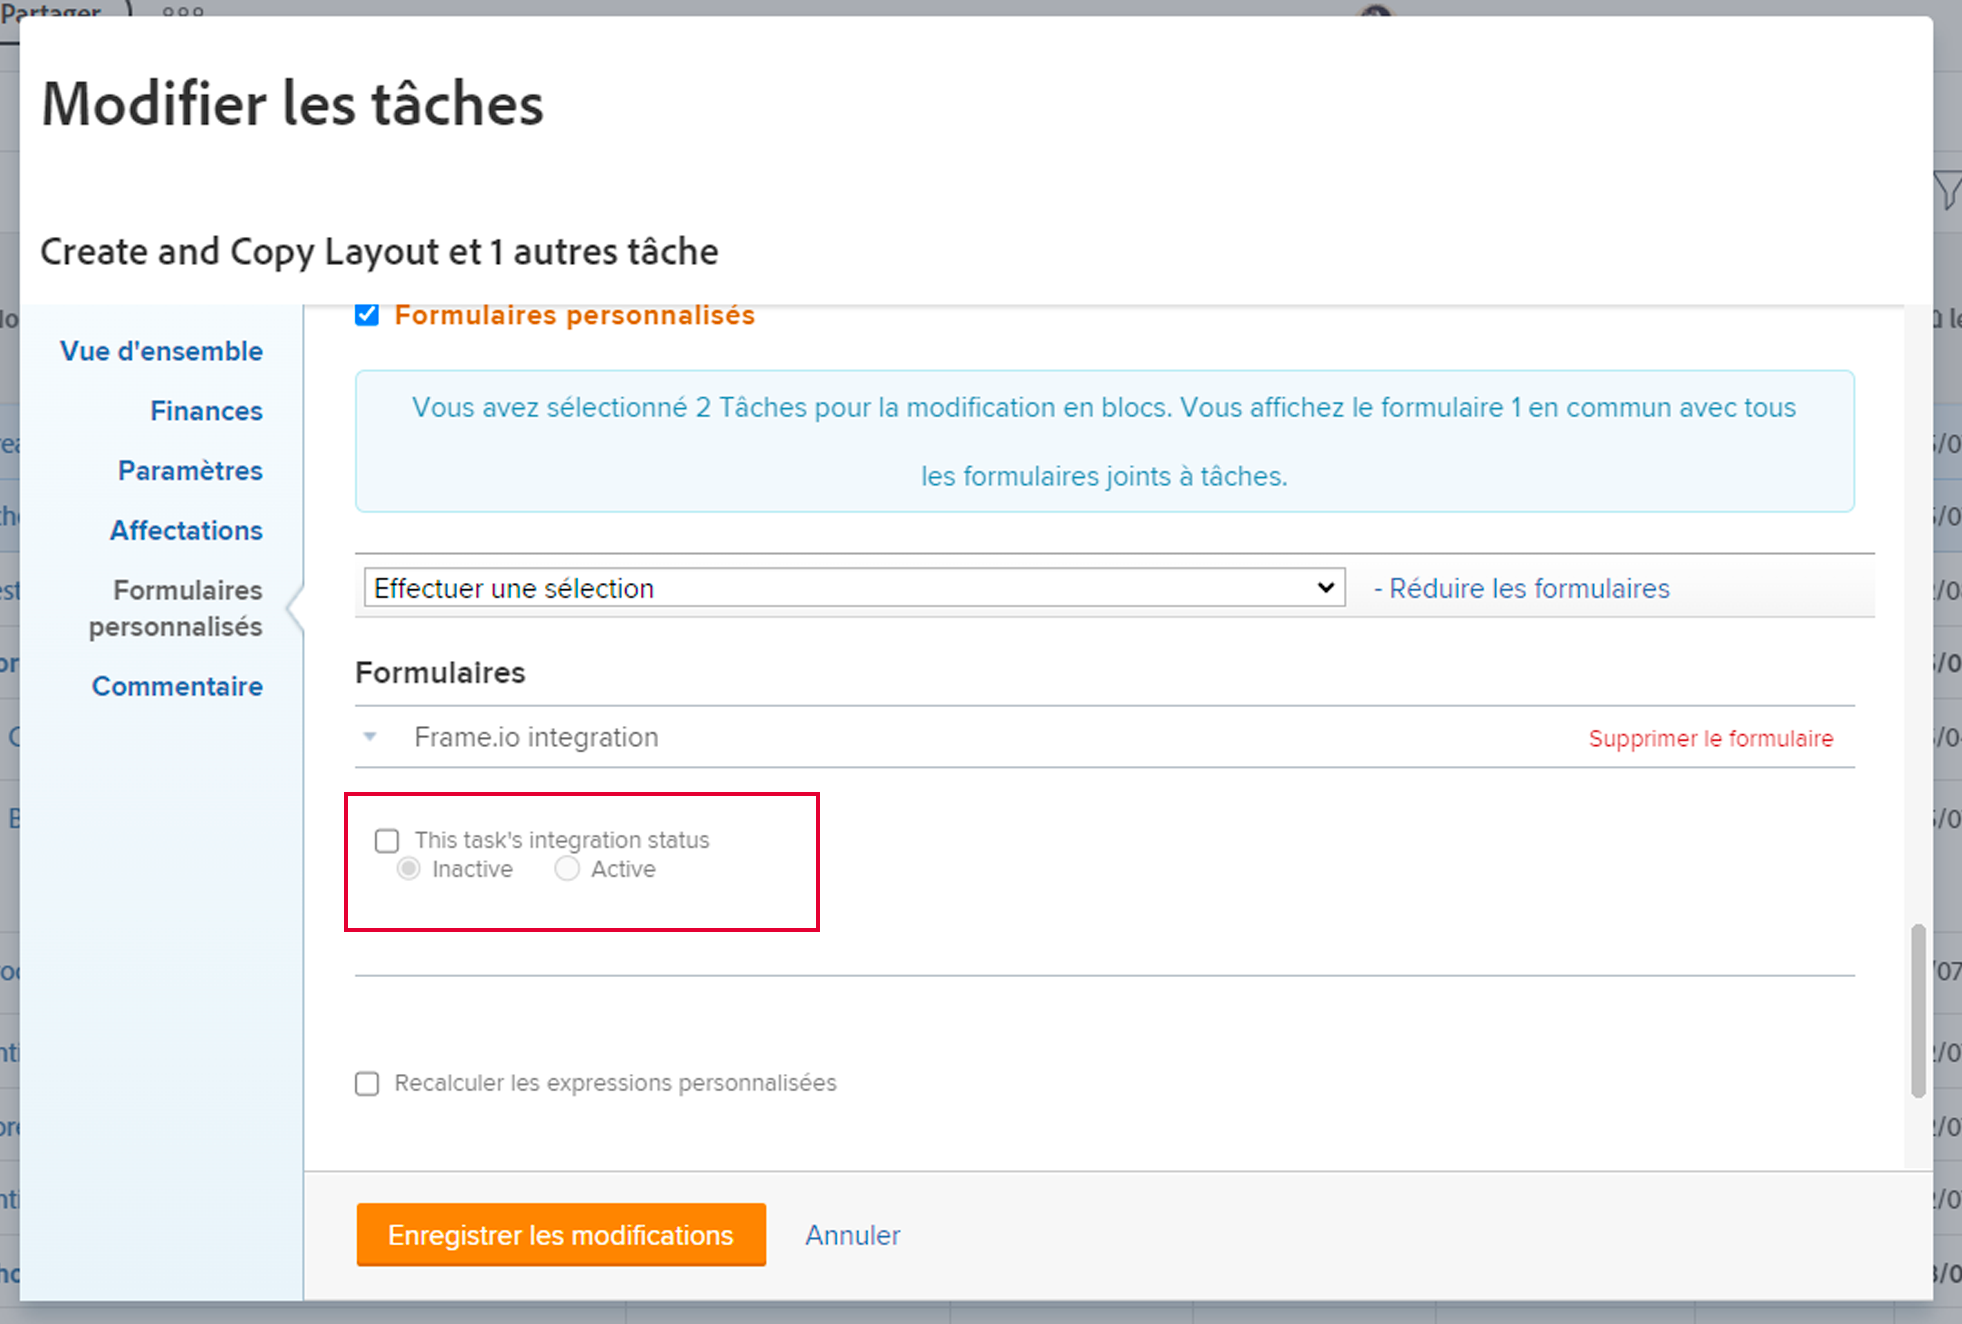 Partager
Modifier les tâches
Create and Copy Layout et 1 autres tâche
Vue d'ensemble
Finances
Paramètres
Affectations
Formulaires
personnalisés
Commentaire
Formulaires personnalisés
Vous avez sélectionné 2 Tâches pour la modification en blocs. Vous affichez le formulaire 1 en commun avec tous
les formulaires joints à tâches.
Effectuer une sélection
- Réduire les formulaires
Formulaires
Frame.io integration
Supprimer le formulaire
This task's integration status
Inactive
Active
Recalculer les expressions personnalisées
Enregistrer les modifications
Annuler